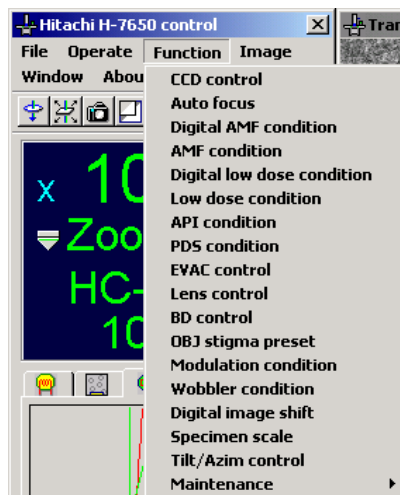 Hitachi H-7650 control
File Operate Function Image
Window
CCD control
Auto focus
Digital AMF condition
AMF condition
Digital low dose condition
Low dose condition
API condition
PDS condition
EVAC control
Lens control
BD control
OBJ stigma preset
Modulation condition
Wobbler condition
Digital image shift
Specimen scale
Tilt/Azim control
Maintenance
x 10
Zoo
HC-
10